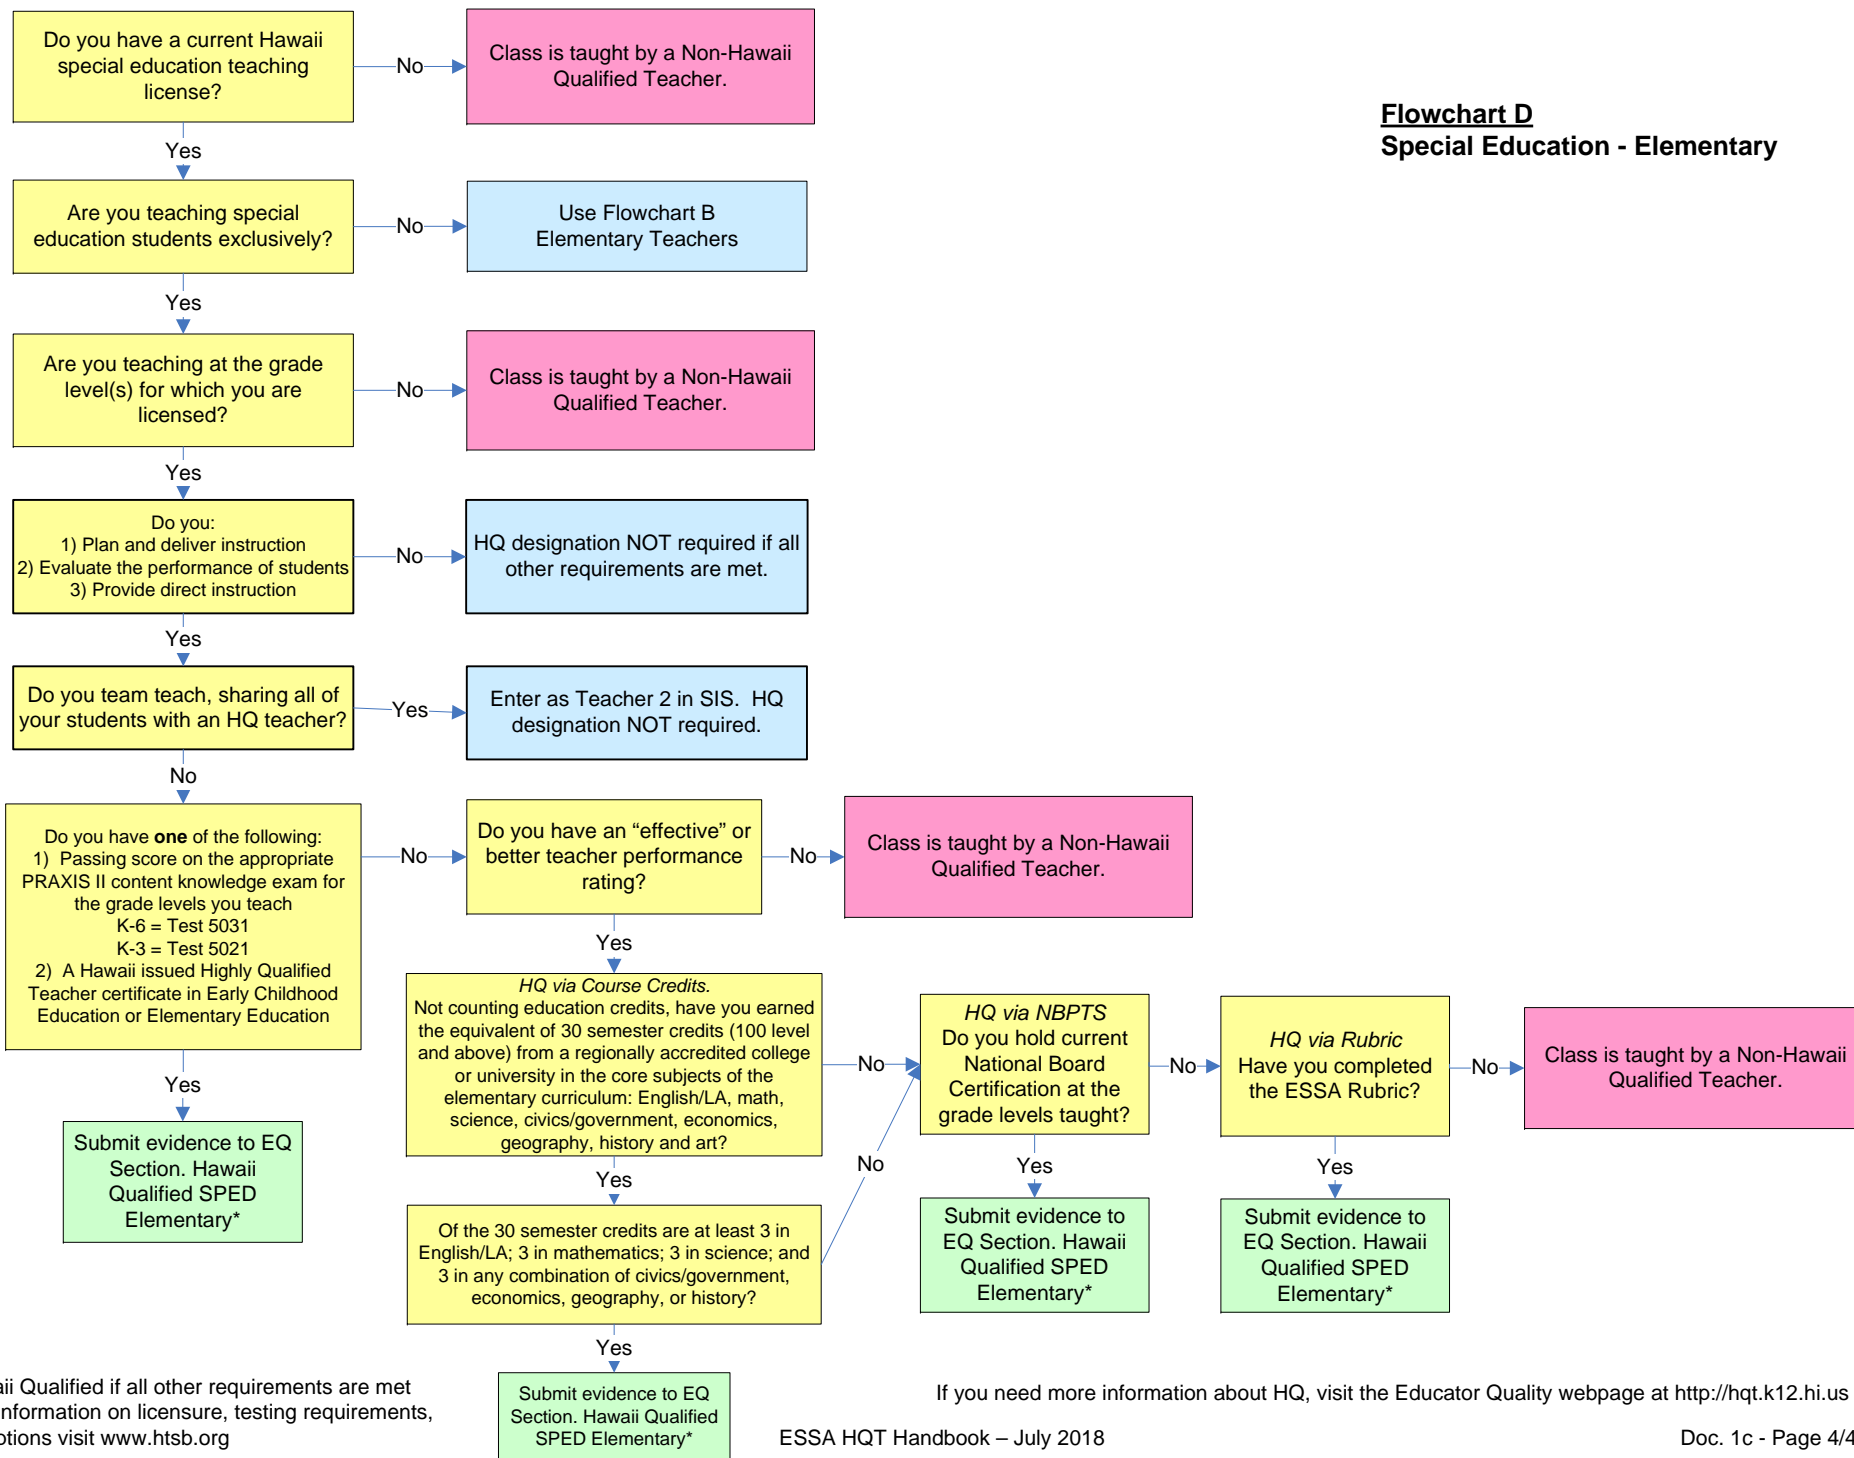 Flowchart D
Special Education - Elementary
Do you have a current Hawaii
special education teaching
license?
No
Class is taught by a Non-Hawaii
Qualified Teacher.
Yes
Are you teaching special
education students exclusively?
No
Use Flowchart B
Elementary Teachers
Yes
Are you teaching at the grade
level(s) for which you are
licensed?
No
Class is taught by a Non-Hawaii
Qualified Teacher.
Yes
Do you:
1) Plan and deliver instruction
2) Evaluate the performance of students
3) Provide direct instruction
No
HQ designation NOT required if all
other requirements are met.
Yes
Do you team teach, sharing all of
your students with an HQ teacher?
Yes
Enter as Teacher 2 in SIS.  HQ
designation NOT required.
No
Do you have one of the following:
1)  Passing score on the appropriate
PRAXIS II content knowledge exam for
the grade levels you teach
K-6 = Test 5031
K-3 = Test 5021
2)  A Hawaii issued Highly Qualified
Teacher certificate in Early Childhood
Education or Elementary Education
No
Do you have an “effective” or
better teacher performance
rating?
No
Class is taught by a Non-Hawaii
Qualified Teacher.
Yes
Submit evidence to EQ
Section. Hawaii
Qualified SPED
Elementary*
Yes
HQ via Course Credits.
Not counting education credits, have you earned
the equivalent of 30 semester credits (100 level
and above) from a regionally accredited college
or university in the core subjects of the
elementary curriculum: English/LA, math,
science, civics/government, economics,
geography, history and art?
No
HQ via NBPTS
Do you hold current
National Board
Certification at the
grade levels taught?
No
HQ via Rubric
Have you completed
the ESSA Rubric?
No
Class is taught by a Non-Hawaii
Qualified Teacher.
Yes
Of the 30 semester credits are at least 3 in
English/LA; 3 in mathematics; 3 in science; and
3 in any combination of civics/government,
economics, geography, or history?
No
Yes
Submit evidence to
EQ Section. Hawaii
Qualified SPED
Elementary*
Yes
Submit evidence to
EQ Section. Hawaii
Qualified SPED
Elementary*
Yes
Submit evidence to EQ
Section. Hawaii Qualified
SPED Elementary*
Qualified if all other requirements are met
information on licensure, testing requirements,
visit www.htsb.org
If you need more information about HQ, visit the Educator Quality webpage at http://hqt.k12.hi.us
ESSA HQT Handbook – July 2018
Doc. 1c - Page 4/4